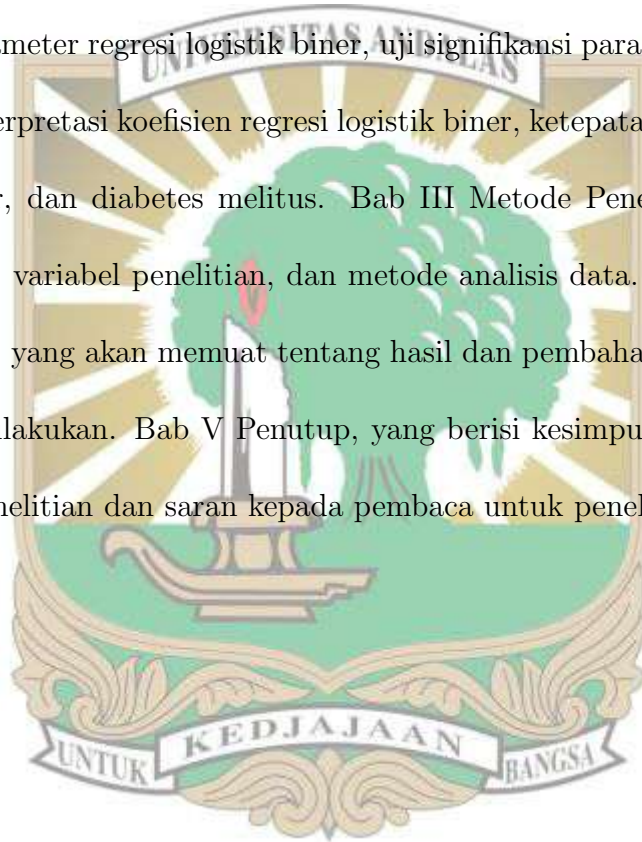 UNIVERSITAS ANDALAS
ameter regresi logistik biner, uji signifikansi para
erpretasi koefisien regresi logistik biner, ketepata
r, dan diabetes melitus. Bab III Metode Pene
variabel penelitian, dan metode analisis data.
yang akan memuat tentang hasil dan pembaha
ilakukan. Bab V Penutup, yang berisi kesimpu
nelitian dan saran kepada pembaca untuk penel
UNTUK KEDJAJAAN BANGSA